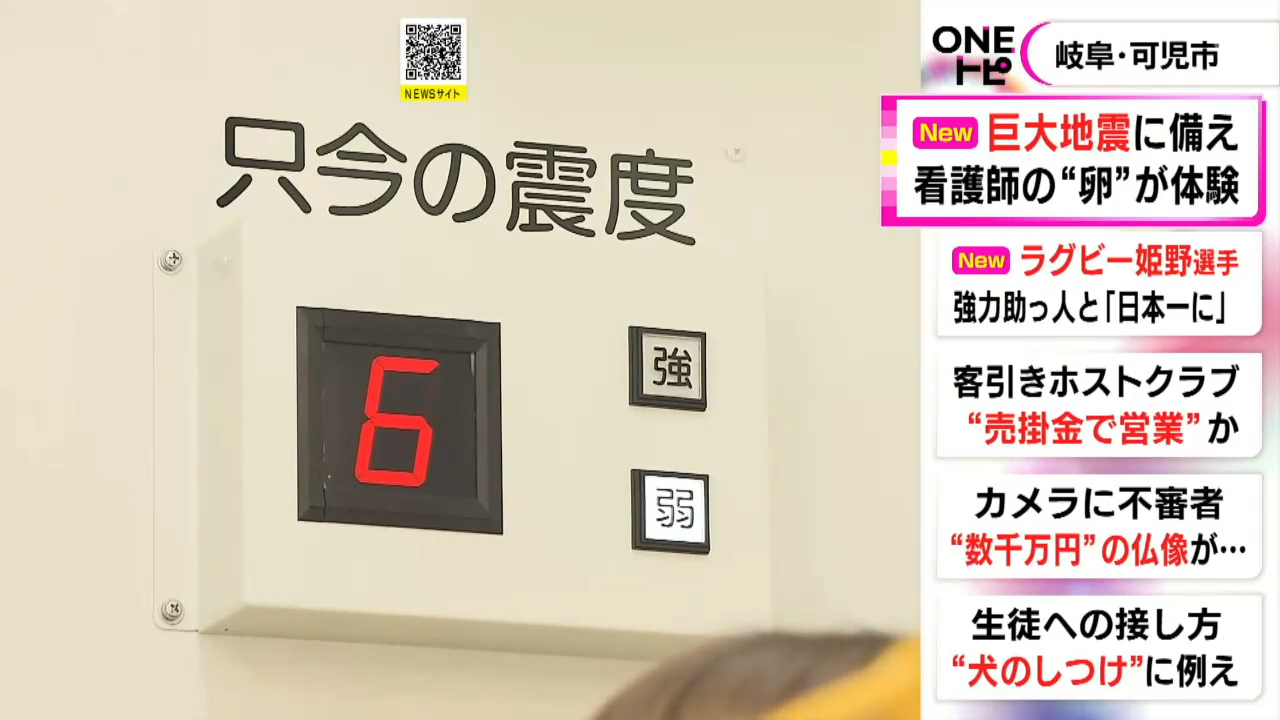 NEWSサイト
只今の震度
6
強
弱
ONE
トピ
岐阜・可児市
New 巨大地震に備え
看護師の“卵”が体験
New ラグビー姫野選手
強力助っ人と「日本一に」
客引きホストクラブ
“売掛金で営業”か
カメラに不審者
“数千万円”の仏像が…
生徒への接し方
“犬のしつけ”に例え